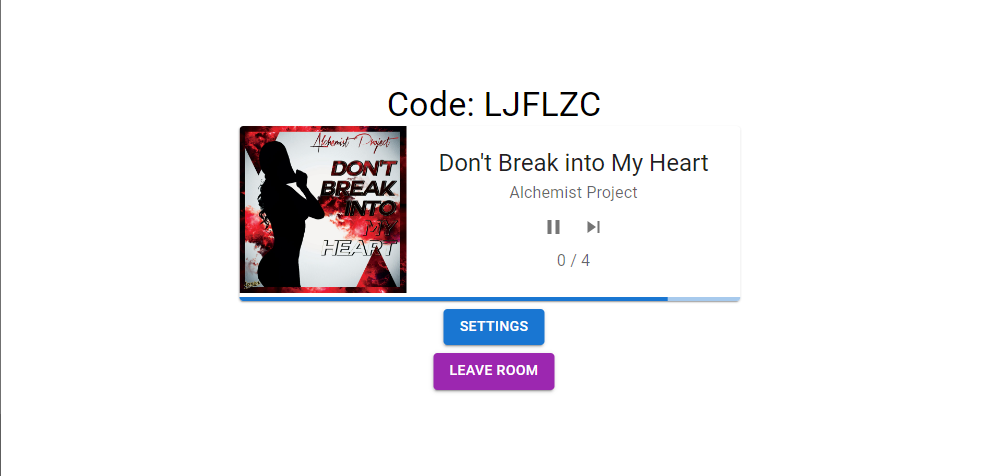 Code: LJFLZC
Alchemist Project
DON'T
BREAK
INTO
MY
HEART
Don't Break into My Heart
Alchemist Project
0 / 4
SETTINGS
LEAVE ROOM